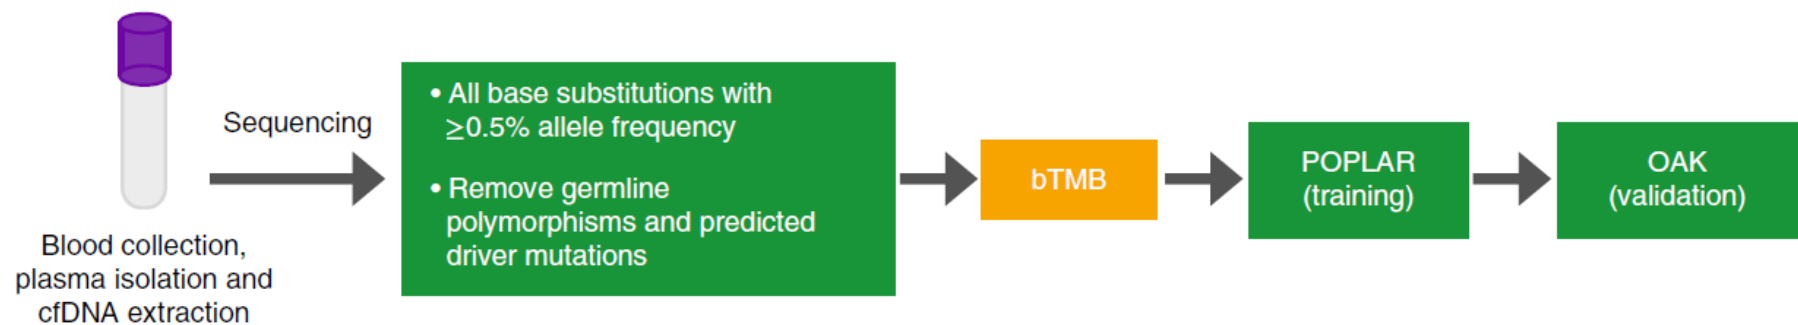 Blood collection,
plasma isolation and
cfDNA extraction
Sequencing
• All base substitutions with
≥0.5% allele frequency
• Remove germline
polymorphisms and predicted
driver mutations
bTMB
POPLAR
(training)
OAK
(validation)